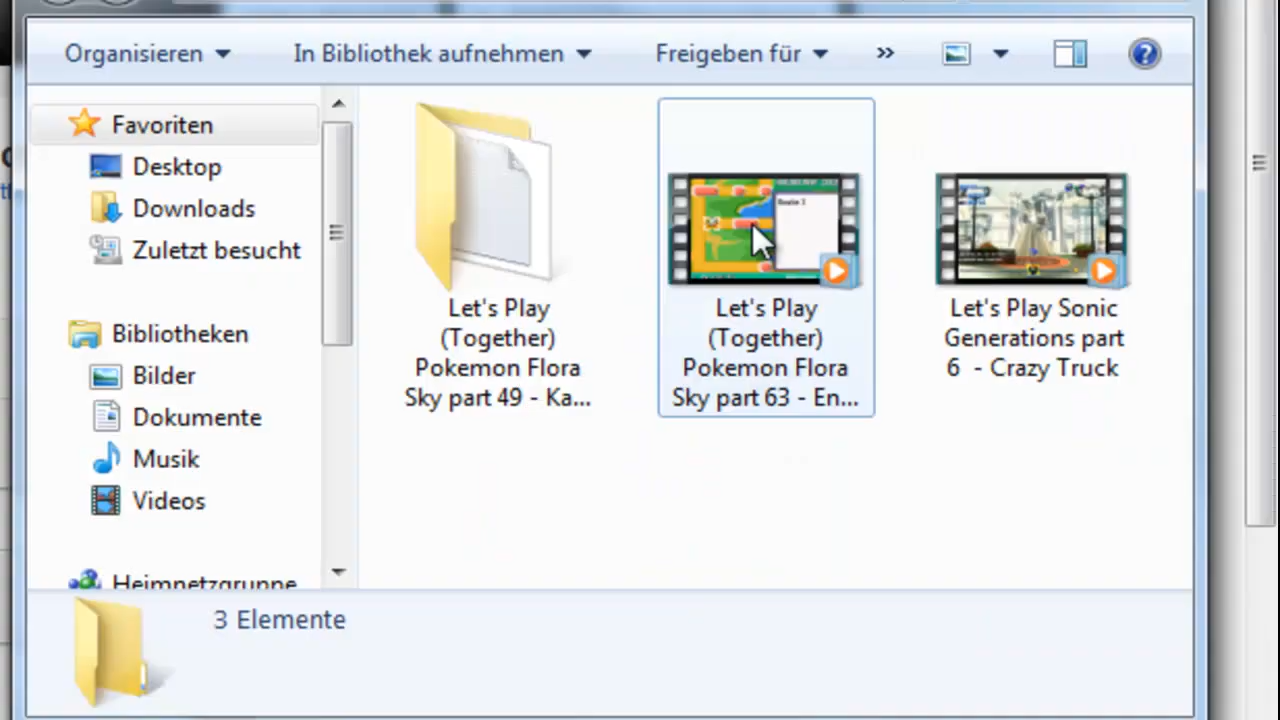 Organisieren In Bibliothek aufnehmen Freigeben für »
Favoriten
Desktop
Downloads
Zuletzt besucht
Bibliotheken
Bilder
Dokumente
Musik
Videos
Heimnetzgruppe
Let's Play
(Together)
Pokemon Flora
Sky part 49 - Ka...
Let's Play
(Together)
Pokemon Flora
Sky part 63 - En...
Let's Play Sonic
Generations part
6 - Crazy Truck
3 Elemente